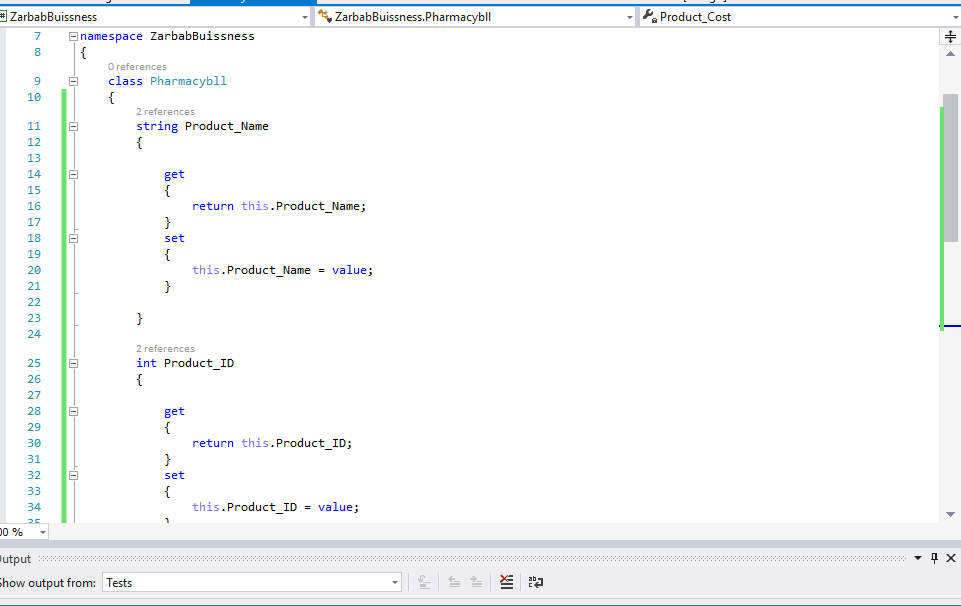 ZarbabBuissness ZarbabBuissness.Pharmacybll Product_Cost
7 namespace ZarbabBuissness
8 {
0 references
9 class Pharmacybll
10 {
2 references
11 string Product_Name
12 {
13
14 get
15 {
16 return this.Product_Name;
17 }
18 set
19 {
20 this.Product_Name = value;
21 }
22
23 }
24
2 references
25 int Product_ID
26 {
27
28 get
29 {
30 return this.Product_ID;
31 }
32 set
33 {
34 this.Product_ID = value;
35 }
00 %
Output
Show output from: Tests